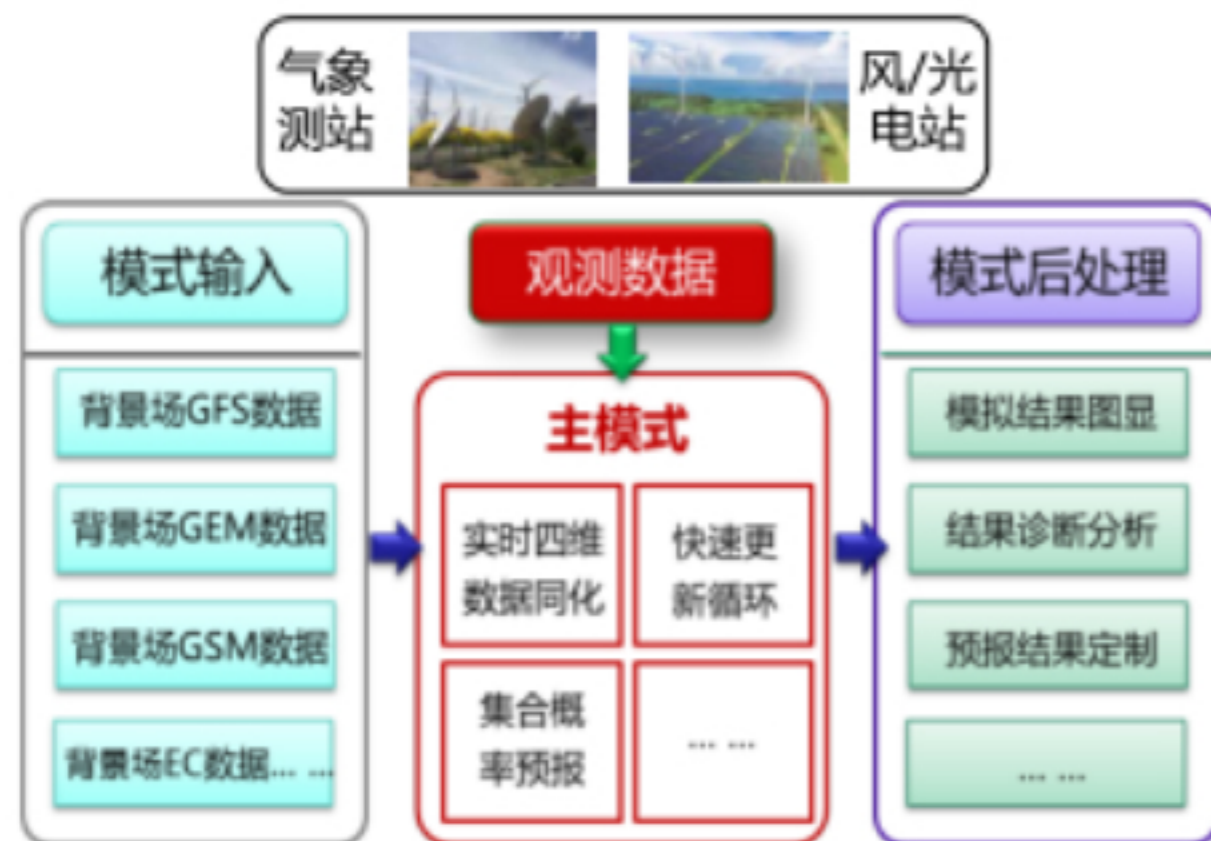 气象
测站
风/光
电站
模式输入
背景场GFS数据
背景场GEM数据
背景场GSM数据
背景场EC数据... ...
观测数据
主模式
实时四维
数据同化
快速更
新循环
集合概
率预报
... ...
模式后处理
模拟结果图显
结果诊断分析
预报结果定制
... ...